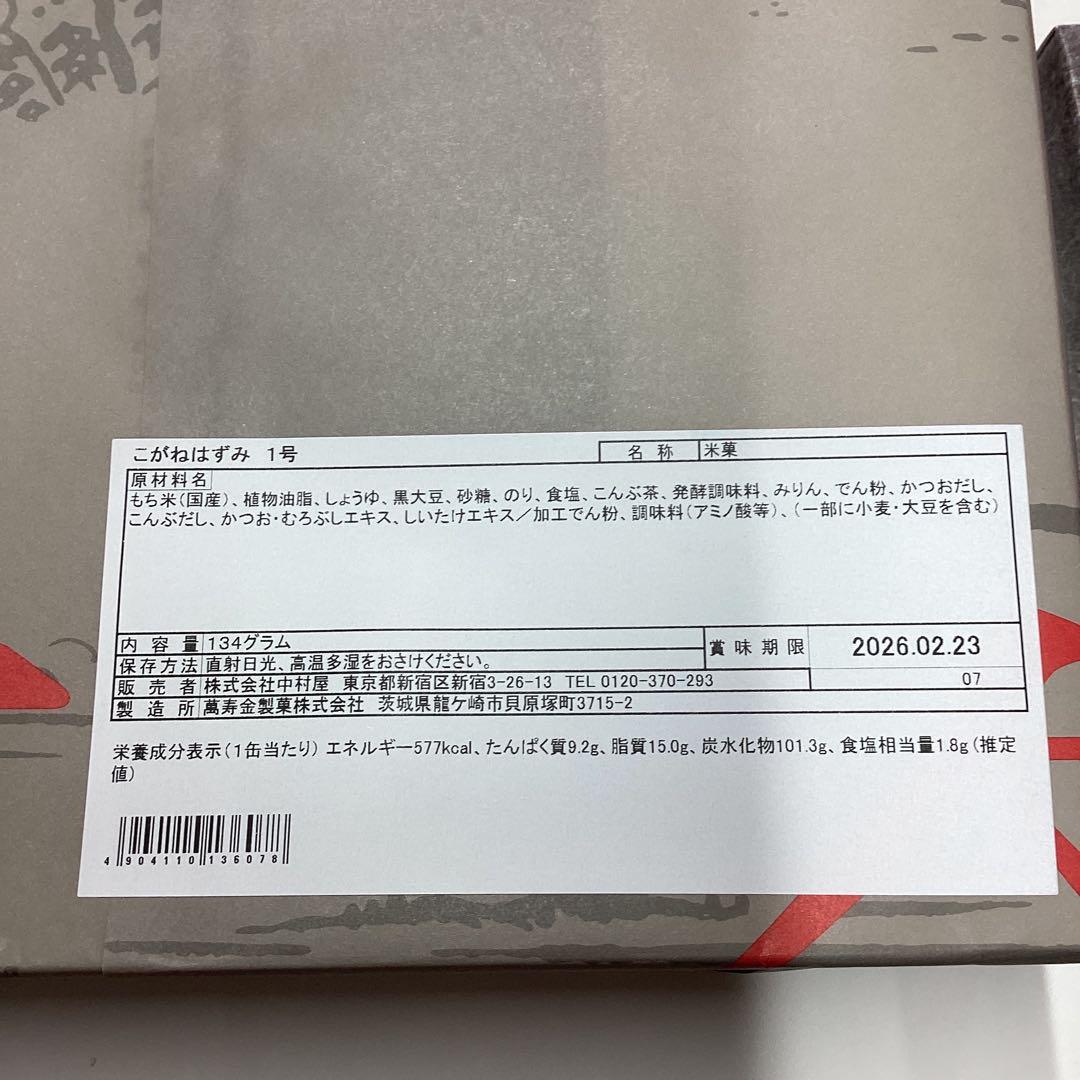 こがねはずみ 1号
名 称 米菓
原材料名
もち米(国産)、植物油脂、しょうゆ、黒大豆、砂糖、のり、食塩、こんぶ茶、発酵調味料、みりん、でん粉、かつおだし、
こんぶだし、かつお・むろぶしエキス、しいたけエキス/加工でん粉、調味料(アミノ酸等)、(一部に小麦・大豆を含む)
内 容 量 134グラム
賞 味 期 限 2026.02.23
保存方法 直射日光、高温多湿をおさけください。
販 売 者 株式会社中村屋 東京都新宿区新宿3-26-13 TEL 0120-370-293
07
製 造 所 萬寿金製菓株式会社 茨城県龍ケ崎市貝原塚町3715-2
栄養成分表示(1缶当たり) エネルギー577kcal、たんぱく質9.2g、脂質15.0g、炭水化物101.3g、食塩相当量1.8g(推定
値)
4 904110 136078